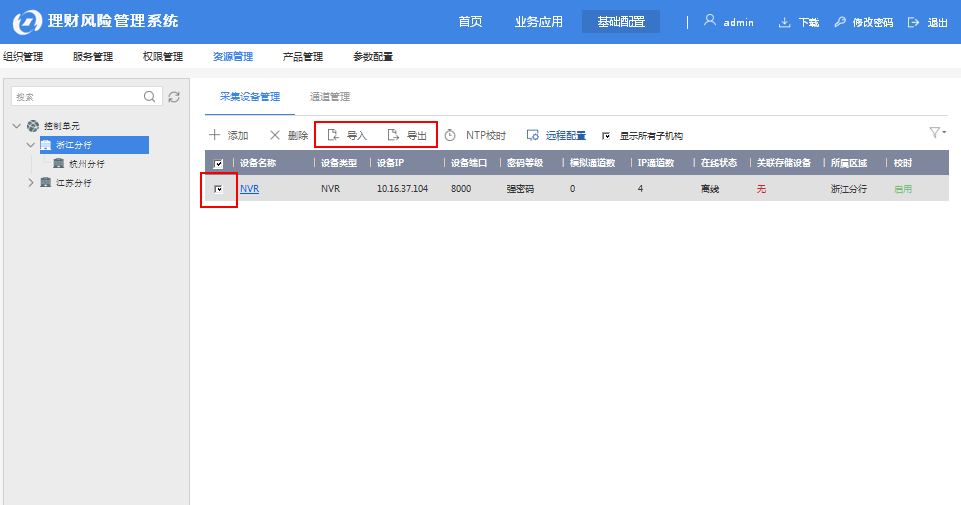 理财风险管理系统 首页 业务应用 基础配置 admin 下载 修改密码 退出
组织管理 服务管理 权限管理 资源管理 产品管理 参数配置
搜索
控制单元
浙江分行
杭州分行
江苏分行
采集设备管理 通道管理
添加 删除 导入 导出 NTP校时 远程配置 显示所有子机构
设备名称 设备类型 设备IP 设备端口 密码等级 模拟通道数 IP通道数 在线状态 关联存储设备 所属区域 校时
NVR NVR 10.16.37.104 8000 强密码 0 4 离线 无 浙江分行 启用